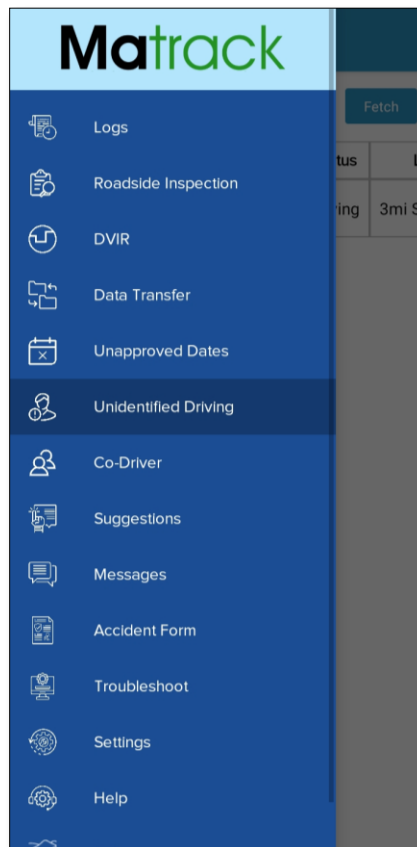 Matrack
Fetch
Logs
tus
Roadside Inspection
ing 3mi
DVIR
Data Transfer
Unapproved Dates
Unidentified Driving
Co-Driver
Suggestions
Messages
Accident Form
Troubleshoot
Settings
Help